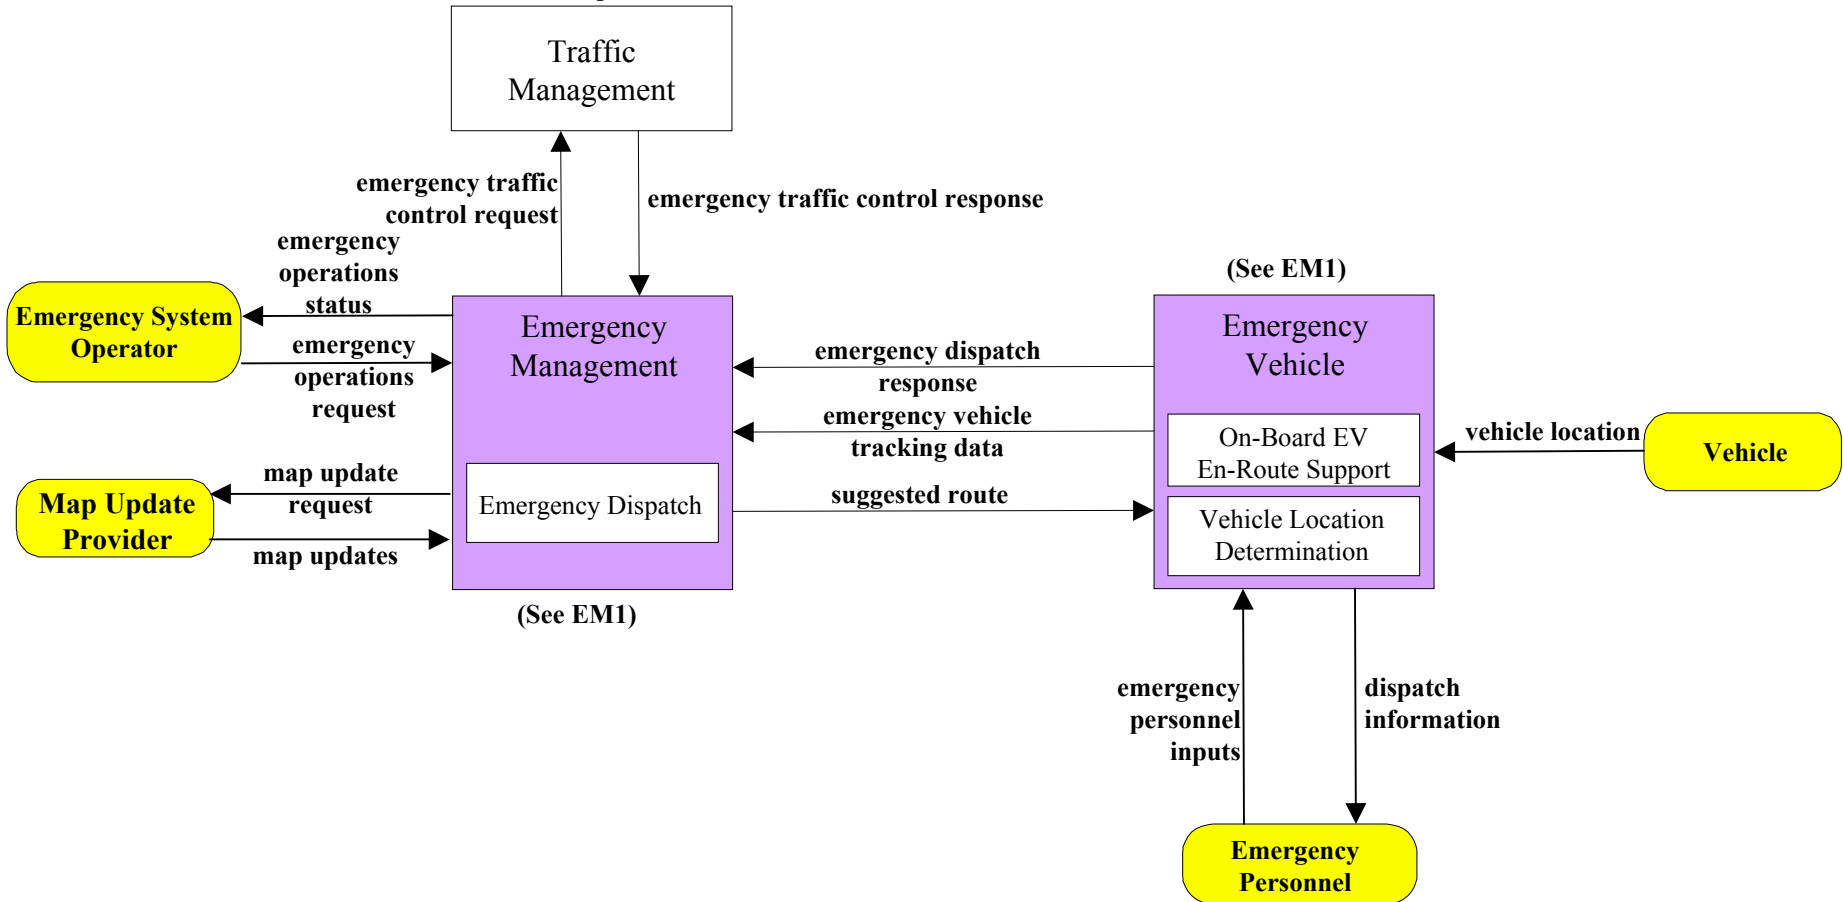 Traffic
Management
emergency traffic
control request
emergency traffic control response
emergency
operations
status
Emergency System
Operator
emergency
operations
request
Emergency
Management
(See EM1)
Emergency
Vehicle
emergency dispatch
response
emergency vehicle
tracking data
suggested route
On-Board EV
En-Route Support
vehicle location
Vehicle
Vehicle Location
Determination
map update
request
Map Update
Provider
map updates
Emergency Dispatch
(See EM1)
emergency
personnel
inputs
dispatch
information
Emergency
Personnel